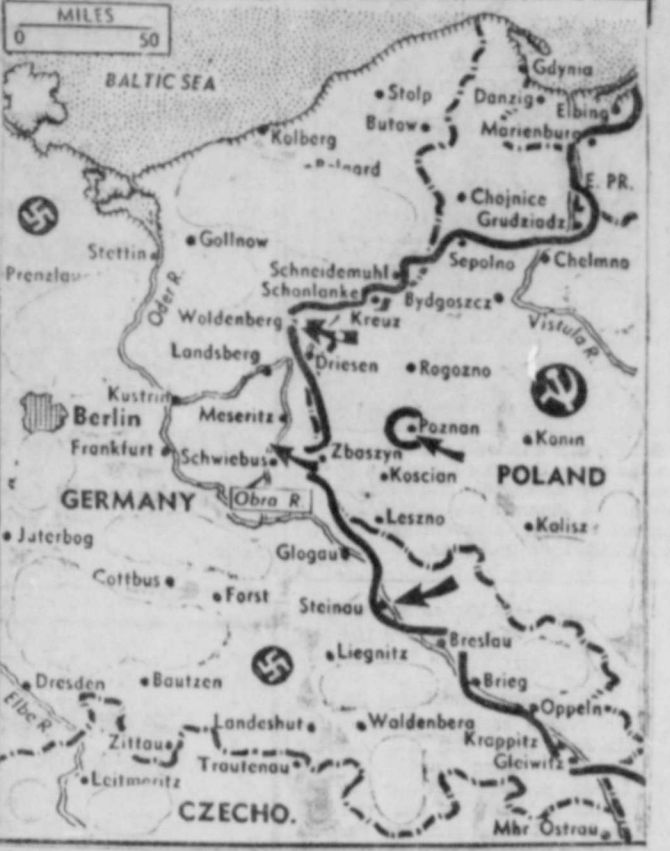 MILES
0 50
BALTIC SEA
Gdynia
Stolp
Danzig
Elbing
Butow
Marienburg
Kolberg
E. PR.
Chojnice
Grudziadz
Gollnow
Stettin
Sepolno
Chelmno
Prenzlau
Schneidemuhl
Schonlanke
Oder R.
Bydgoszcz
Woldenberg
Kreuz
Vistula R.
Landsberg
Driesen
Rogozno
Kustrin
Berlin
Meseritz
Poznan
Konin
Frankfurt
Schwiebus
Zbaszyn
Koscian
POLAND
GERMANY
Obra R.
Leszno
Kalisz
Juterbog
Glogau
Cottbus
Forst
Steinau
Liegnitz
Breslau
Dresden
Bautzen
Brieg
Elbe R.
Oppeln
Landeshut
Waldenberg
Zittau
Krappitz
Trautenau
Gleiwitz
Leitmeritz
CZECHO.
Mhr Ostrau